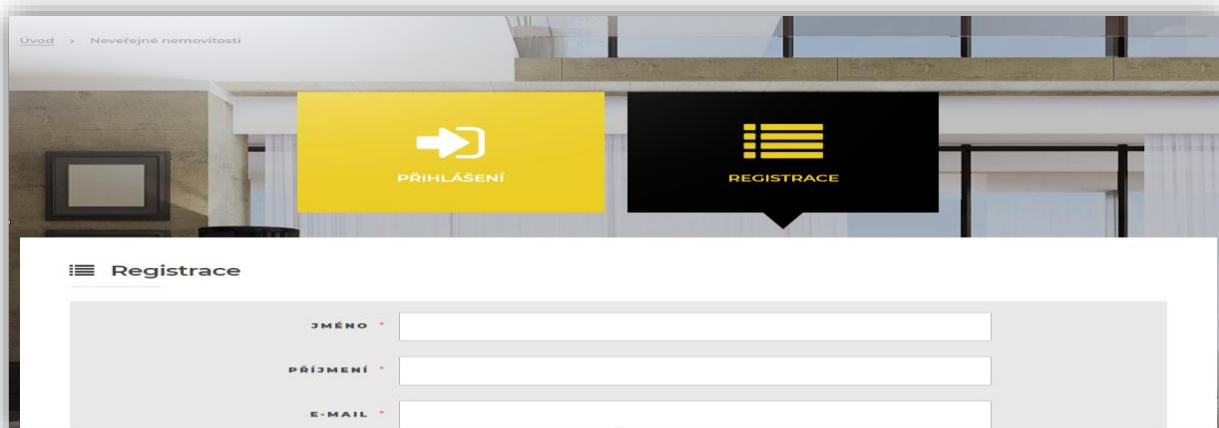 Úvod > Neveřejné nemovitosti
PŘIHLÁŠENÍ
REGISTRACE
Registrace
JMÉNO *
PŘÍJMENÍ *
E-MAIL *